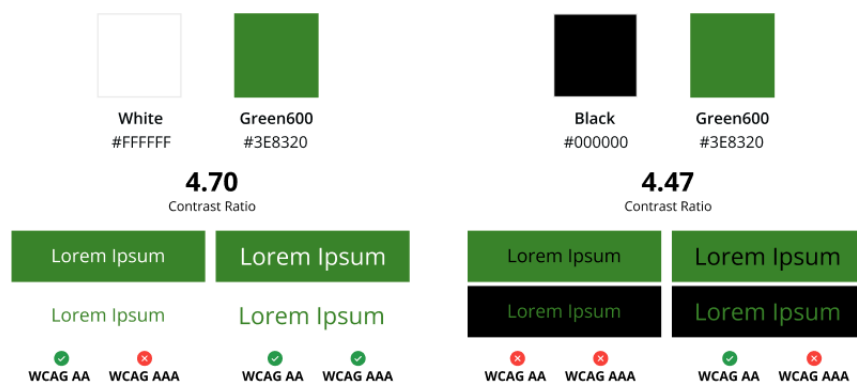 White
#FFFFFF
Green600
#3E8320
4.70
Contrast Ratio
Lorem Ipsum
Lorem Ipsum
Lorem Ipsum
Lorem Ipsum
WCAG AA
WCAG AAA
WCAG AA
WCAG AAA
Black
#000000
Green600
#3E8320
4.47
Contrast Ratio
Lorem Ipsum
Lorem Ipsum
Lorem Ipsum
Lorem Ipsum
WCAG AA
WCAG AAA
WCAG AA
WCAG AAA